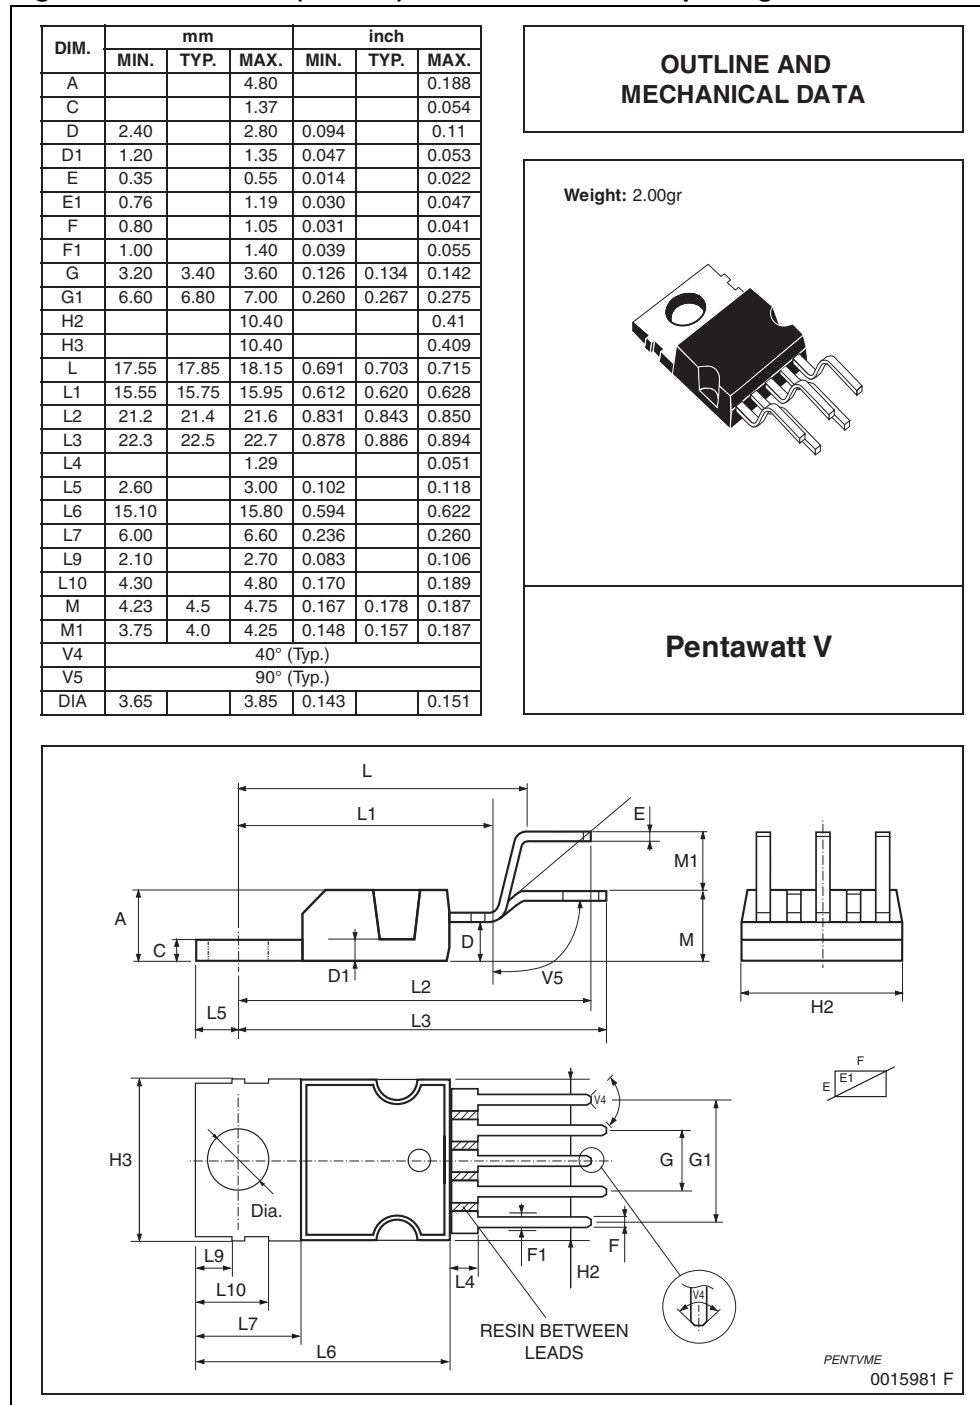 DIM. mm inch
MIN. TYP. MAX. MIN. TYP. MAX.
A 4.80 0.188
C 1.37 0.054
D 2.40 2.80 0.094 0.11
D1 1.20 1.35 0.047 0.053
E 0.35 0.55 0.014 0.022
E1 0.76 1.19 0.030 0.047
F 0.80 1.05 0.031 0.041
F1 1.00 1.40 0.039 0.055
G 3.20 3.40 3.60 0.126 0.134 0.142
G1 6.60 6.80 7.00 0.260 0.267 0.275
H2 10.40 0.41
H3 10.40 0.409
L 17.55 17.85 18.15 0.691 0.703 0.715
L1 15.55 15.75 15.95 0.612 0.620 0.628
L2 21.2 21.4 21.6 0.831 0.843 0.850
L3 22.3 22.5 22.7 0.878 0.886 0.894
L4 1.29 0.051
L5 2.60 3.00 0.102 0.118
L6 15.10 15.80 0.594 0.622
L7 6.00 6.60 0.236 0.260
L9 2.10 2.70 0.083 0.106
L10 4.30 4.80 0.170 0.189
M 4.23 4.5 4.75 0.167 0.178 0.187
M1 3.75 4.0 4.25 0.148 0.157 0.187
V4 40° (Typ.)
V5 90° (Typ.)
DIA 3.65 3.85 0.143 0.151
OUTLINE AND
MECHANICAL DATA
Weight: 2.00gr
Pentawatt V
L
L1
E
M1
A
C
D
M
D1
V5
L2
H2
L5
L3
F
E E1
V4
H3
G G1
Dia.
L9
F1
F
L4
H2
L10
V4
L7
RESIN BETWEEN
LEADS
L6
PENTVME
0015981 F